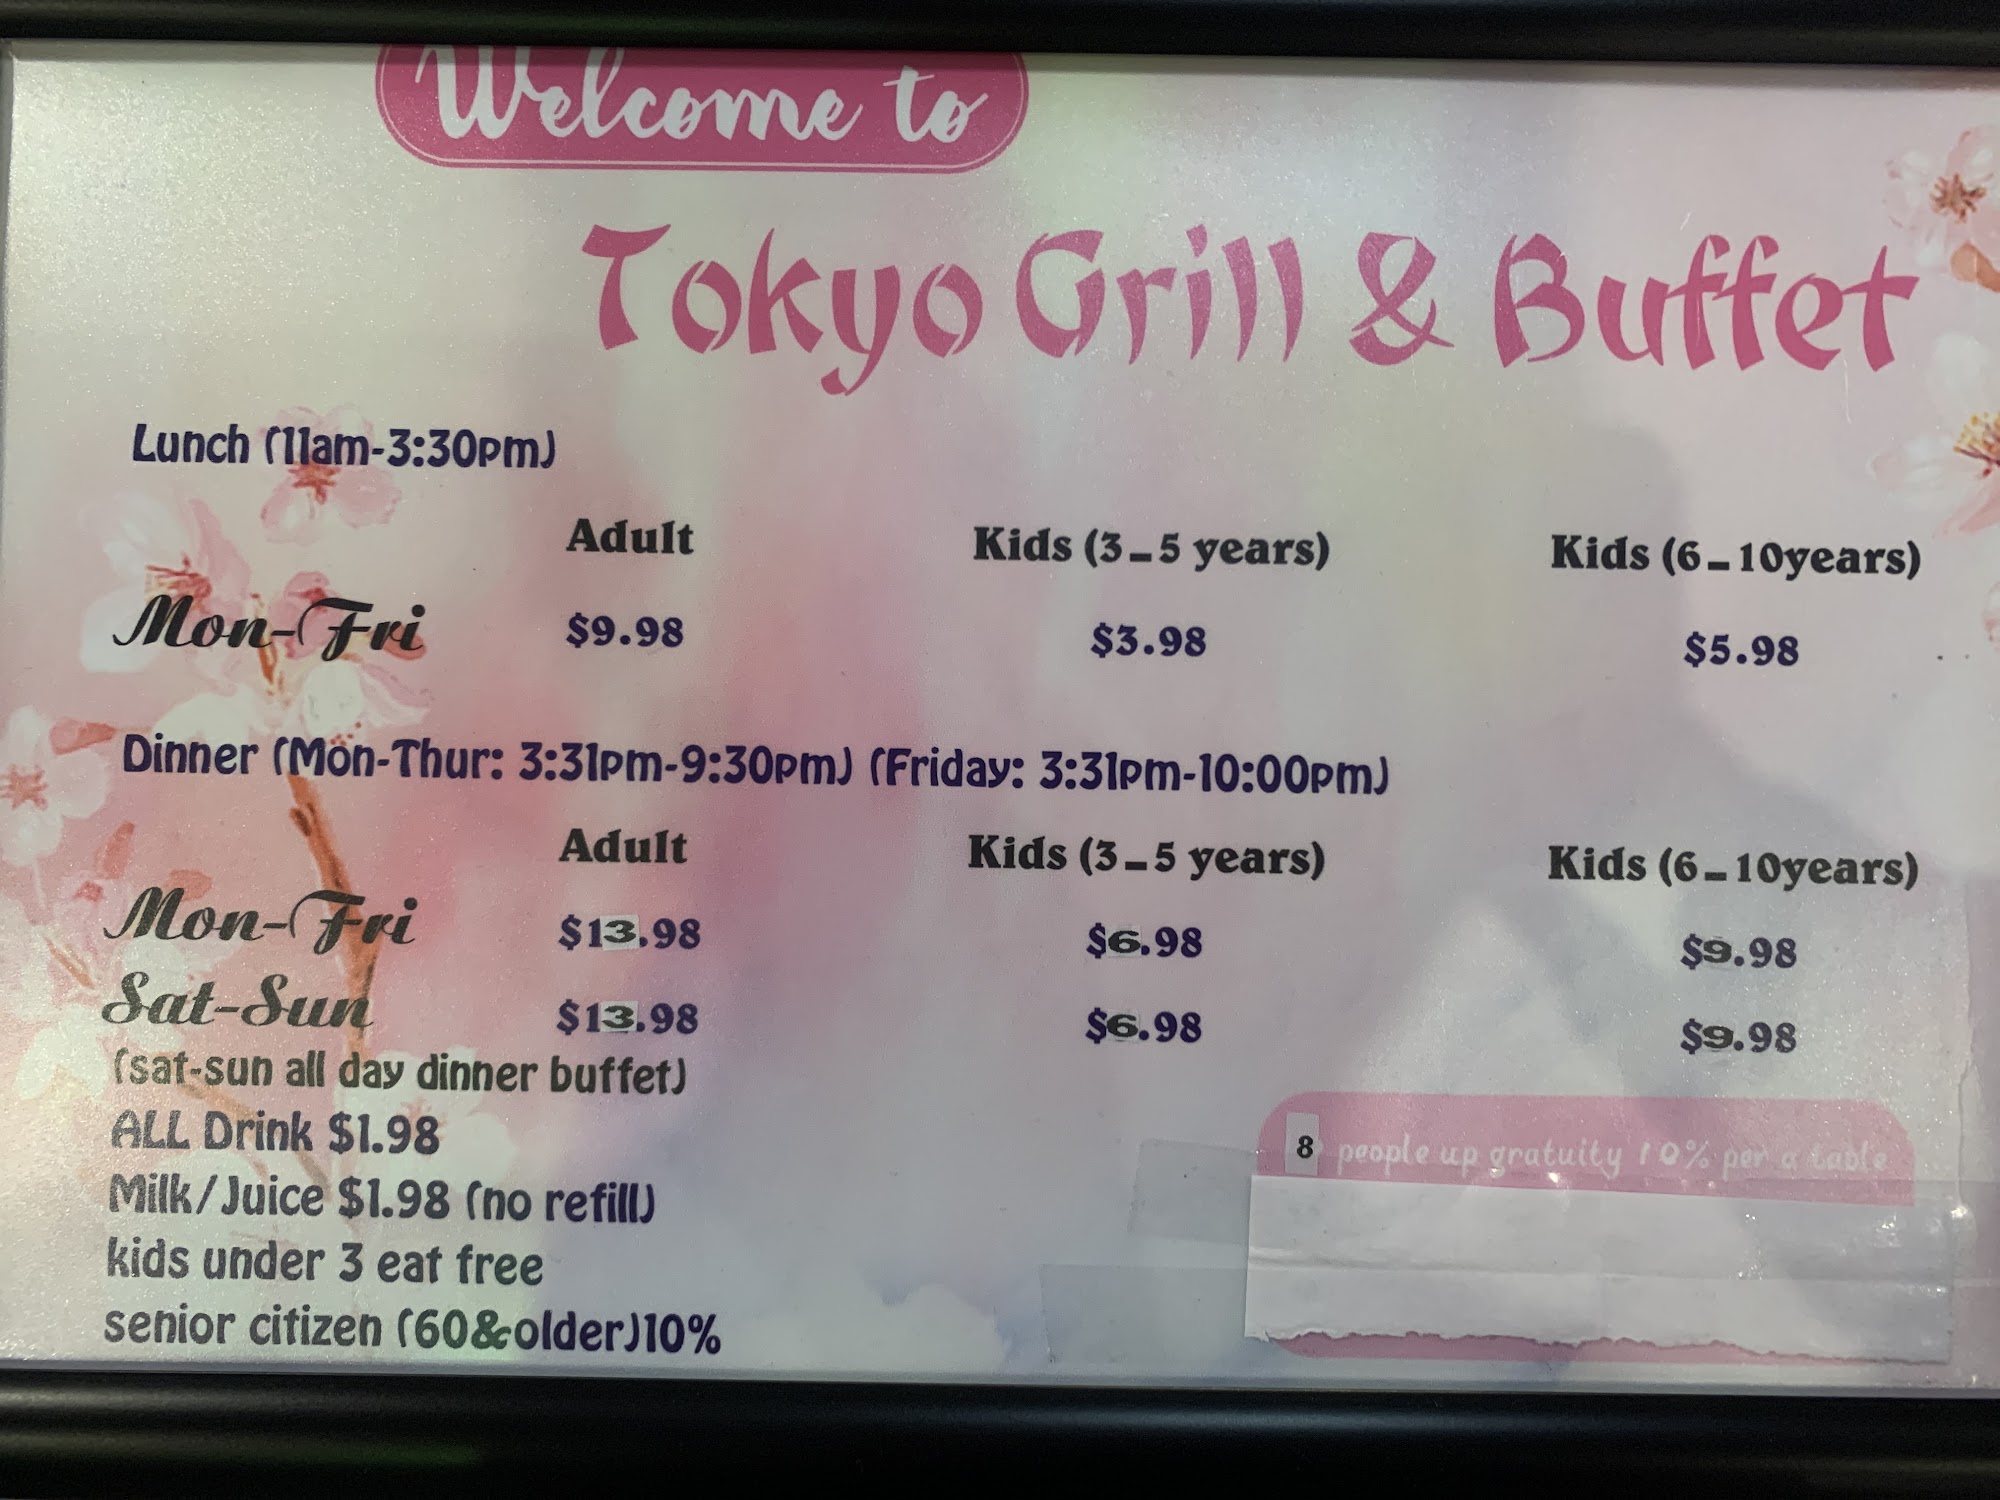 Welcome to
Tokyo Grill & Buffet
Lunch (11am-3:30pm)
Adult Kids (3-5 years) Kids (6-10years)
Mon-Fri $9.98 $3.98 $5.98
Dinner (Mon-Thur: 3:31pm-9:30pm) (Friday: 3:31pm-10:00pm)
Adult Kids (3-5 years) Kids (6-10years)
Mon-Fri $13.98 $6.98 $9.98
Sat-Sun $13.98 $6.98 $9.98
(sat-sun all day dinner buffet)
ALL Drink $1.98
8 people up gratuity 10% per a table
Milk/Juice $1.98 (no refill)
kids under 3 eat free
senior citizen (60&older)10%